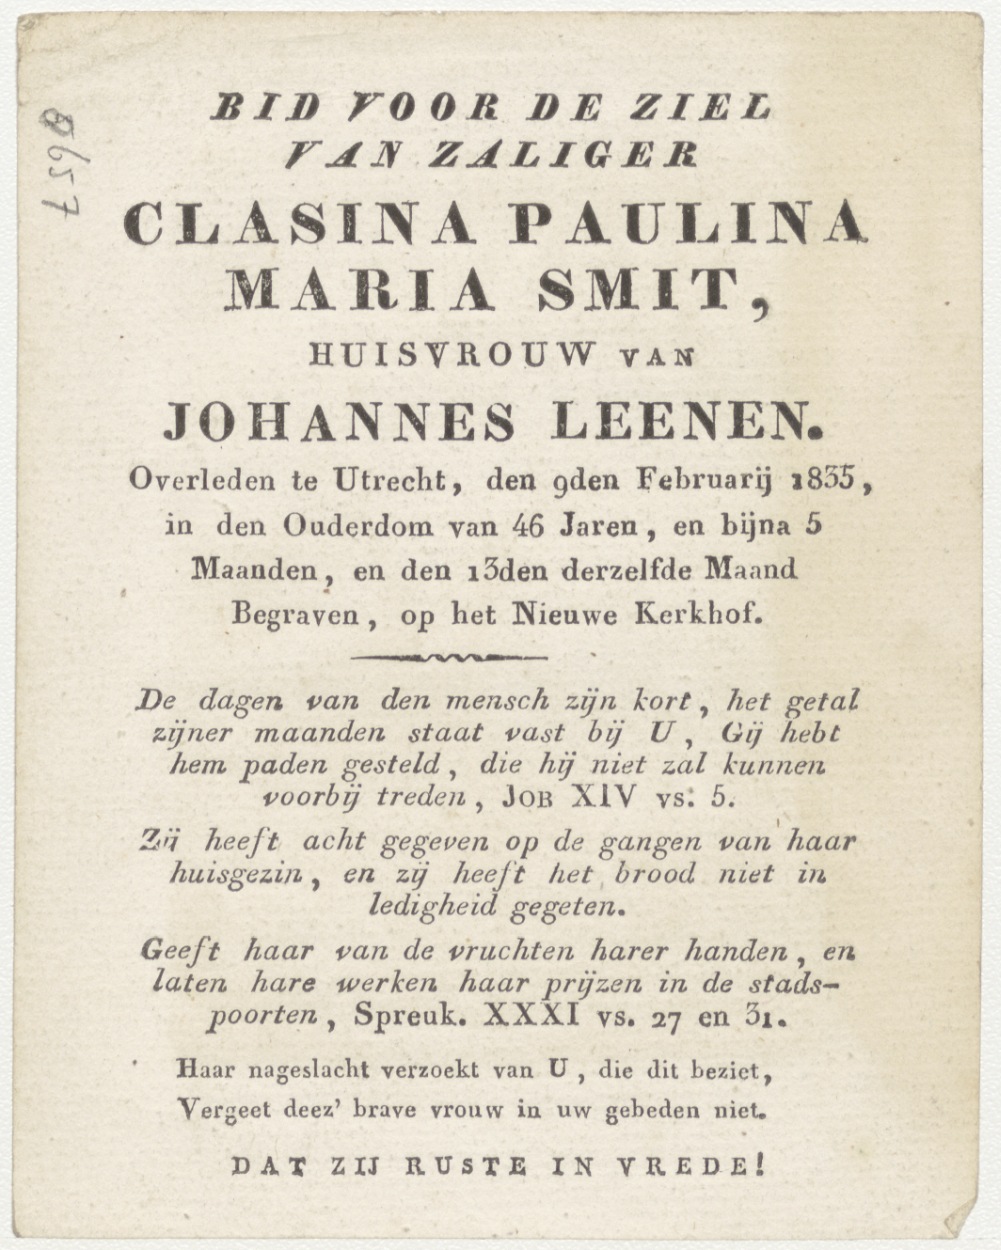 BID VOOR DE ZIEL
VAN ZALIGER
CLASINA PAULINA
MARIA SMIT,
HUISVROUW VAN
JOHANNES LEENEN.
Overleden te Utrecht, den 9den Februarij 1835,
in den Ouderdom van 46 Jaren, en bijna 5
Maanden, en den 13den derzelfde Maand
Begraven, op het Nieuwe Kerkhof.
De dagen van den mensch zijn kort, het getal
zijner maanden staat vast bij U, Gij hebt
hem paden gesteld, die hij niet zal kunnen
voorbij treden, JOB XIV vs. 5.
Zij heeft acht gegeven op de gangen van haar
huisgezin, en zij heeft het brood niet in
ledigheid gegeten.
Geeft haar van de vruchten harer handen, en
laten hare werken haar prijzen in de stads-
poorten, Spreuk. XXXI vs. 27 en 31.
Haar nageslacht verzoekt van U, die dit beziet,
Vergeet deez' brave vrouw in uw gebeden niet.
DAT ZIJ RUSTE IN VREDE!